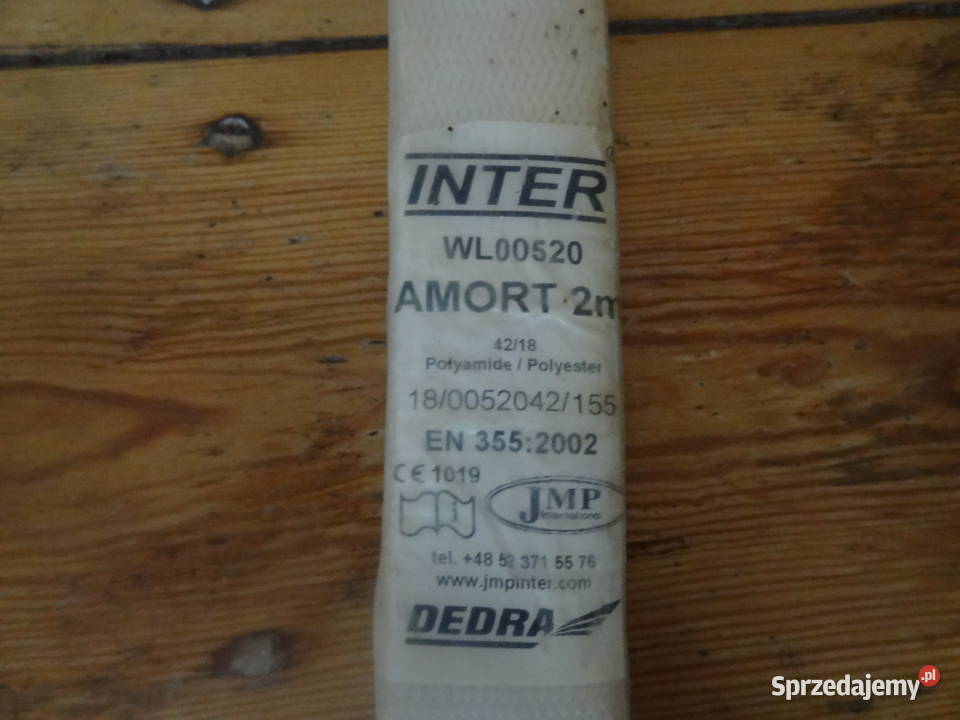 INTER
WL00520
AMORT 2m
42/18
Polyamide / Polyester
18/0052042/155
EN 355:2002
CE 1019
JMP
International
tel. +48 52 371 55 76
www.jmpinter.com
DEDRA
Sprzedajemy.pl